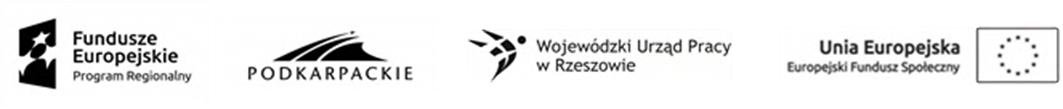 Fundusze
Europejskie
Program Regionalny
PODKARPACKIE
Wojewódzki Urząd Pracy
w Rzeszowie
Unia Europejska
Europejski Fundusz Społeczny